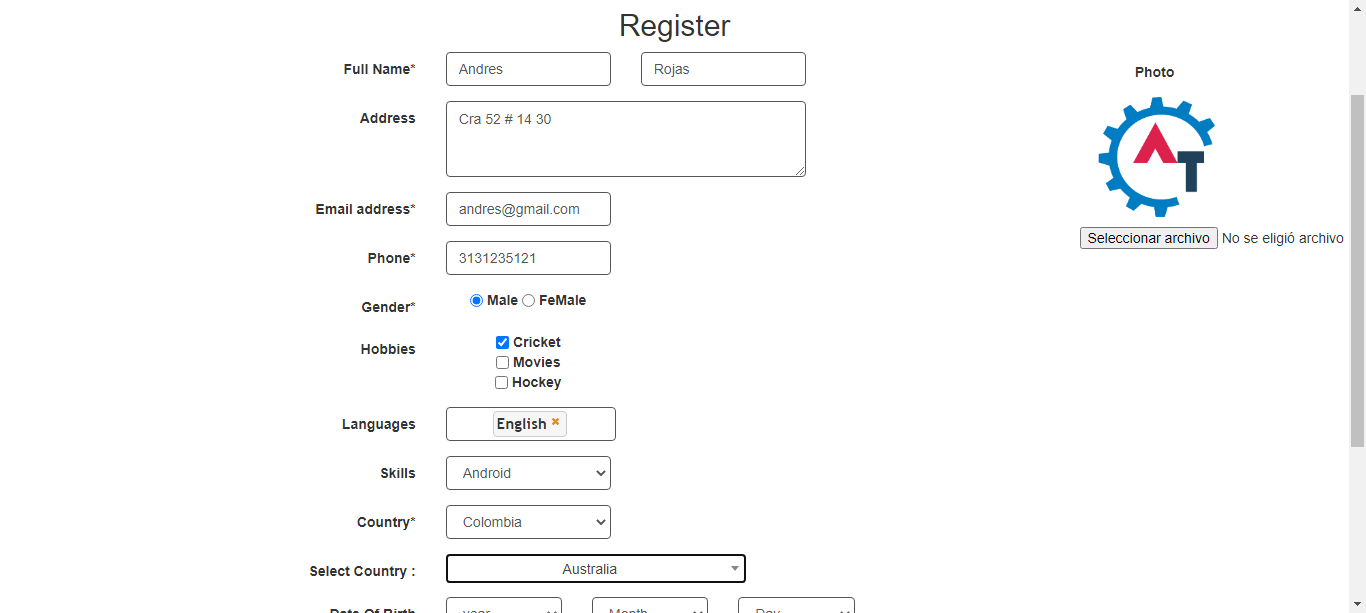 Register
Full Name* Andres Rojas
Photo
Address Cra 52 # 14 30
AT
Email address* andres@gmail.com
Seleccionar archivo No se eligió archivo
Phone* 3131235121
Gender* Male FeMale
Hobbies Cricket
Movies
Hockey
Languages English
Skills Android
Country* Colombia
Select Country : Australia
Date Of Birth year Month Day